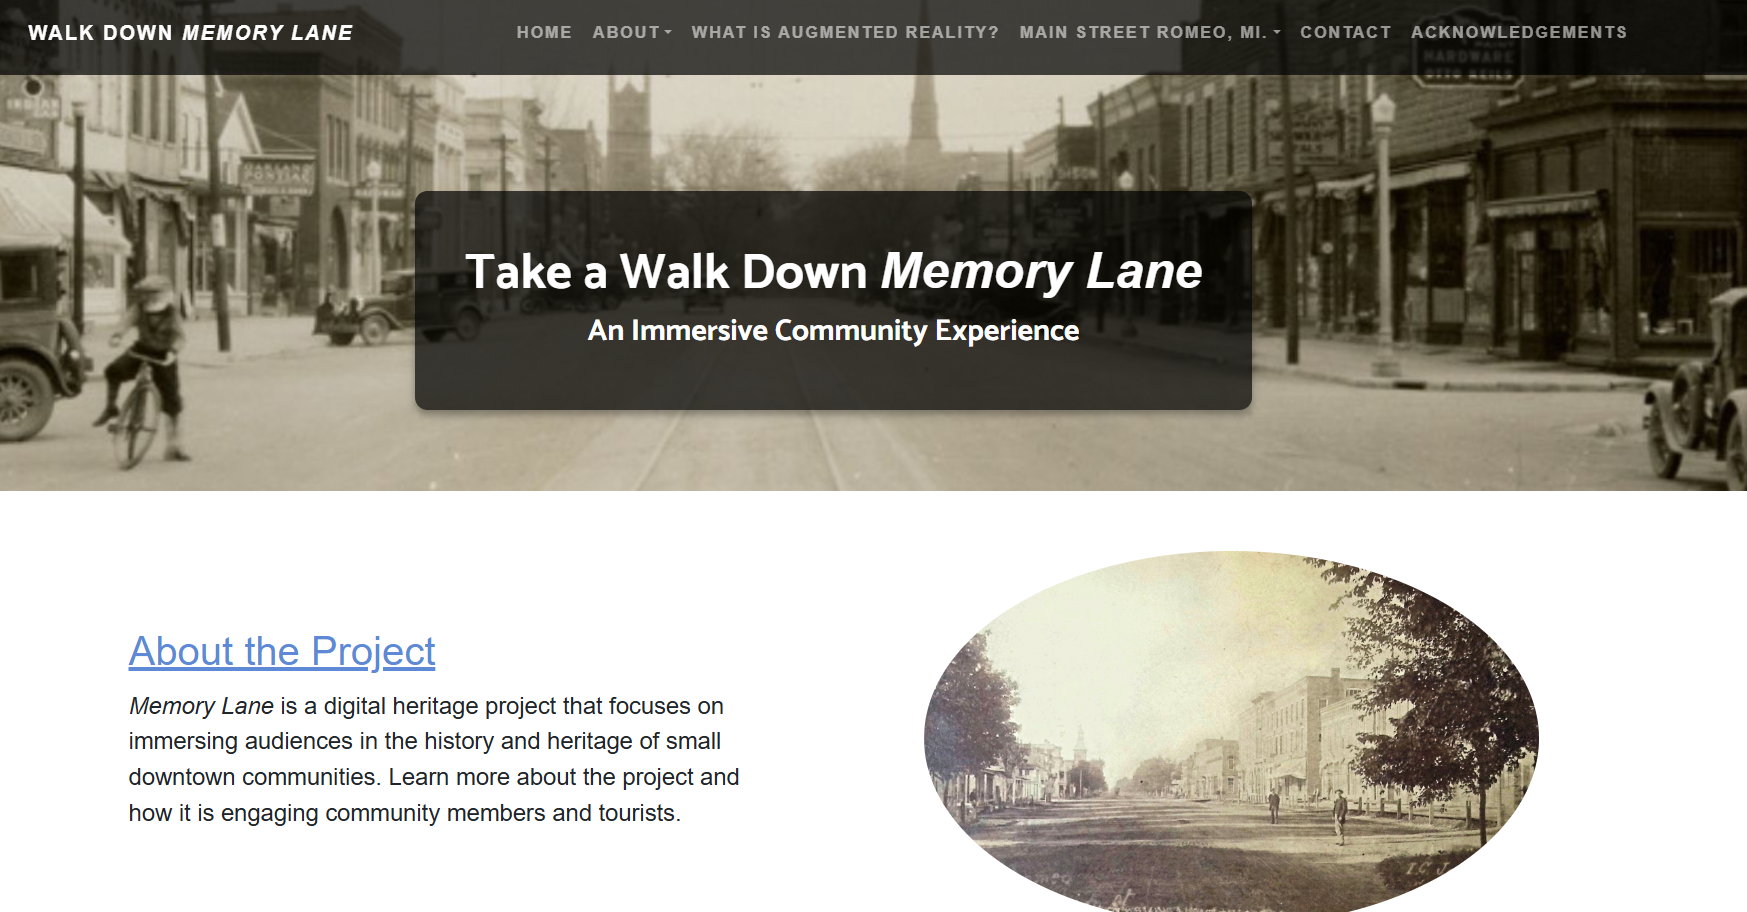 WALK DOWN MEMORY LANE
HOME ABOUT WHAT IS AUGMENTED REALITY? MAIN STREET ROMEO, MI. CONTACT ACKNOWLEDGEMENTS
HARDWARE
Take a Walk Down Memory Lane
An Immersive Community Experience
About the Project
Memory Lane is a digital heritage project that focuses on
immersing audiences in the history and heritage of small
downtown communities. Learn more about the project and
how it is engaging community members and tourists.